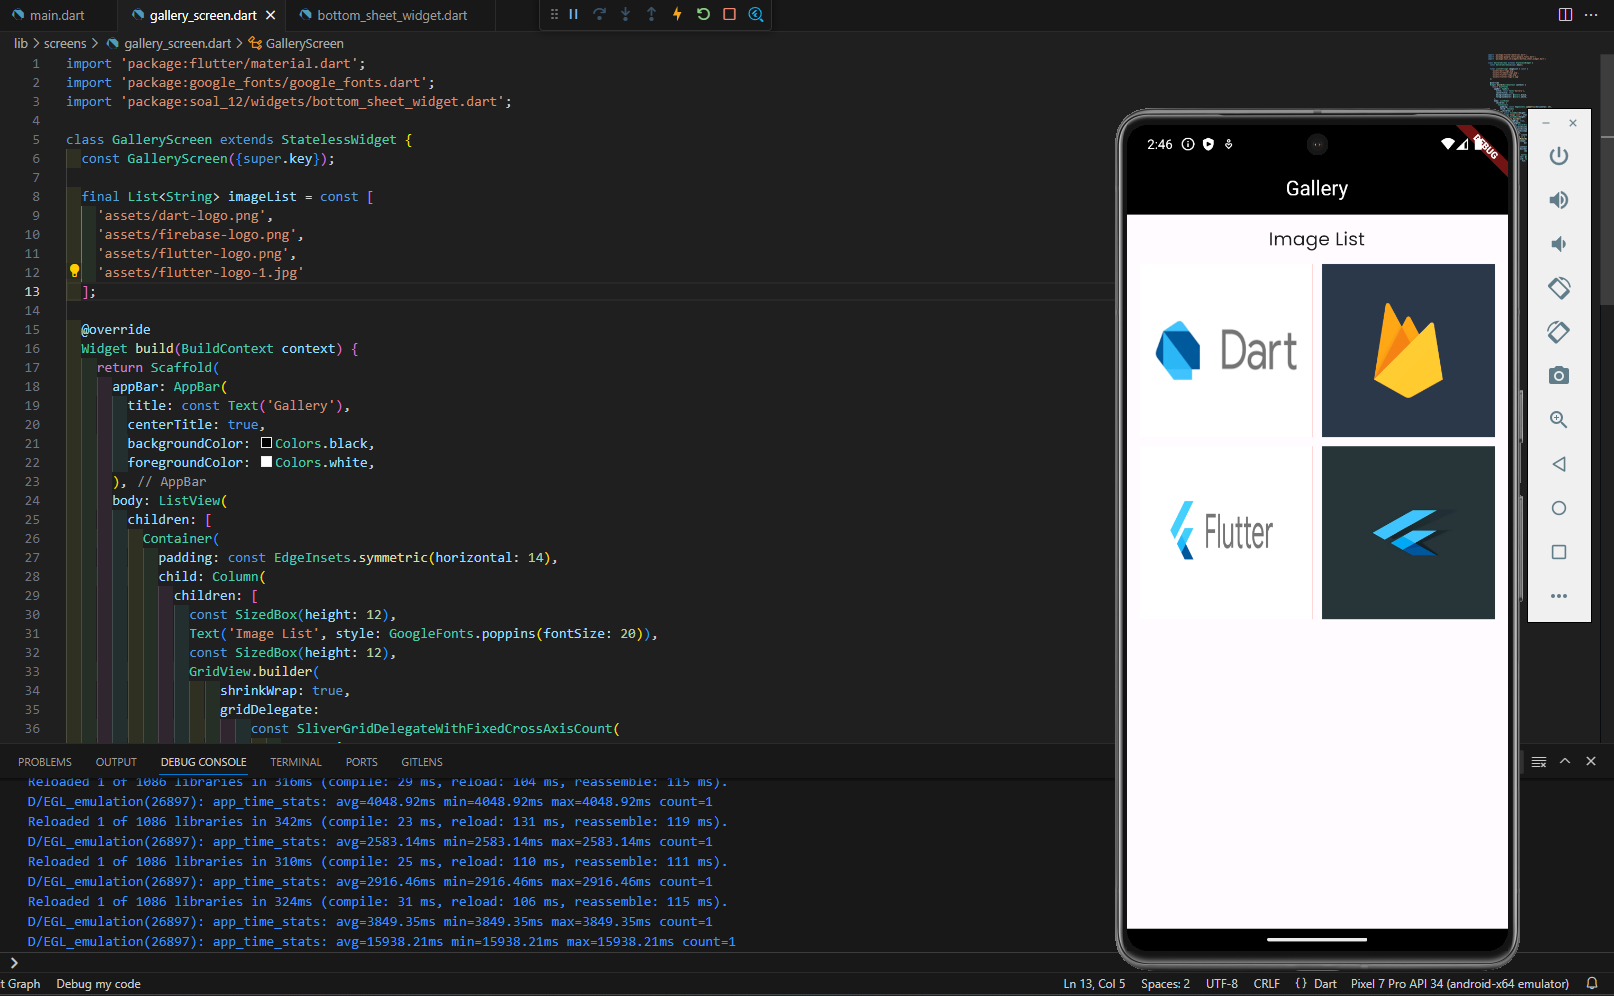 main.dart
gallery_screen.dart
bottom_sheet_widget.dart
lib > screens > gallery_screen.dart > GalleryScreen
1 import 'package:flutter/material.dart';
2 import 'package:google_fonts/google_fonts.dart';
3 import 'package:soal_12/widgets/bottom_sheet_widget.dart';
4
5 class GalleryScreen extends StatelessWidget {
6 const GalleryScreen({super.key});
7
8 final List<String> imageList = const [
9 'assets/dart-logo.png',
10 'assets/firebase-logo.png',
11 'assets/flutter-logo.png',
12 'assets/flutter-logo-1.jpg'
13 ];
14
15 @override
16 Widget build(BuildContext context) {
17 return Scaffold(
18 appBar: AppBar(
19 title: const Text('Gallery'),
20 centerTitle: true,
21 backgroundColor: Colors.black,
22 foregroundColor: Colors.white,
23 ), // AppBar
24 body: ListView(
25 children: [
26 Container(
27 padding: const EdgeInsets.symmetric(horizontal: 14),
28 child: Column(
29 children: [
30 const SizedBox(height: 12),
31 Text('Image List', style: GoogleFonts.poppins(fontSize: 20)),
32 const SizedBox(height: 12),
33 GridView.builder(
34 shrinkWrap: true,
35 gridDelegate:
36 const SliverGridDelegateWithFixedCrossAxisCount(
2:46
DEBUG
Gallery
Image List
Dart
Flutter
PROBLEMS OUTPUT DEBUG CONSOLE TERMINAL PORTS GITLENS
Reloaded 1 of 1086 libraries in 316ms (compile: 29 ms, reload: 104 ms, reassemble: 115 ms).
D/EGL_emulation(26897): app_time_stats: avg=4048.92ms min=4048.92ms max=4048.92ms count=1
Reloaded 1 of 1086 libraries in 342ms (compile: 23 ms, reload: 131 ms, reassemble: 119 ms).
D/EGL_emulation(26897): app_time_stats: avg=2583.14ms min=2583.14ms max=2583.14ms count=1
Reloaded 1 of 1086 libraries in 310ms (compile: 25 ms, reload: 110 ms, reassemble: 111 ms).
D/EGL_emulation(26897): app_time_stats: avg=2916.46ms min=2916.46ms max=2916.46ms count=1
Reloaded 1 of 1086 libraries in 324ms (compile: 31 ms, reload: 106 ms, reassemble: 115 ms).
D/EGL_emulation(26897): app_time_stats: avg=3849.35ms min=3849.35ms max=3849.35ms count=1
D/EGL_emulation(26897): app_time_stats: avg=15938.21ms min=15938.21ms max=15938.21ms count=1
t Graph Debug my code Ln 13, Col 5 Spaces: 2 UTF-8 CRLF {} Dart Pixel 7 Pro API 34 (android-x64 emulator)